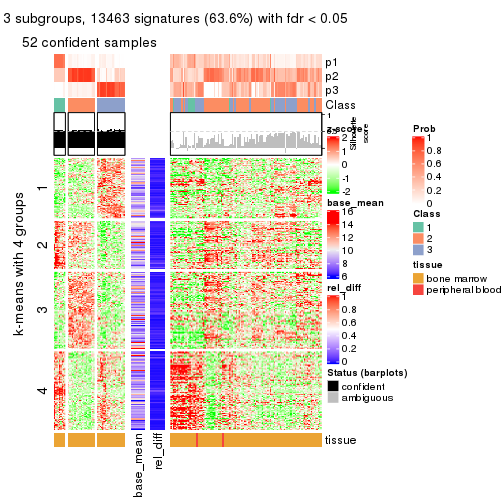 3 subgroups, 13463 signatures (63.6%) with fdr < 0.05
52 confident samples
p1
p2
p3
Class
1
Silhouette
score
z-score
2
1
0
-1
-2
base_mean
16
14
12
10
8
6
rel_diff
1
0.8
0.6
0.4
0.2
0
Status (barplots)
confident
ambiguous
Prob
1
0.8
0.6
0.4
0.2
0
Class
1
2
3
tissue
bone marrow
peripheral blood
k-means with 4 groups
1
2
3
4
tissue
base_mean
rel_diff